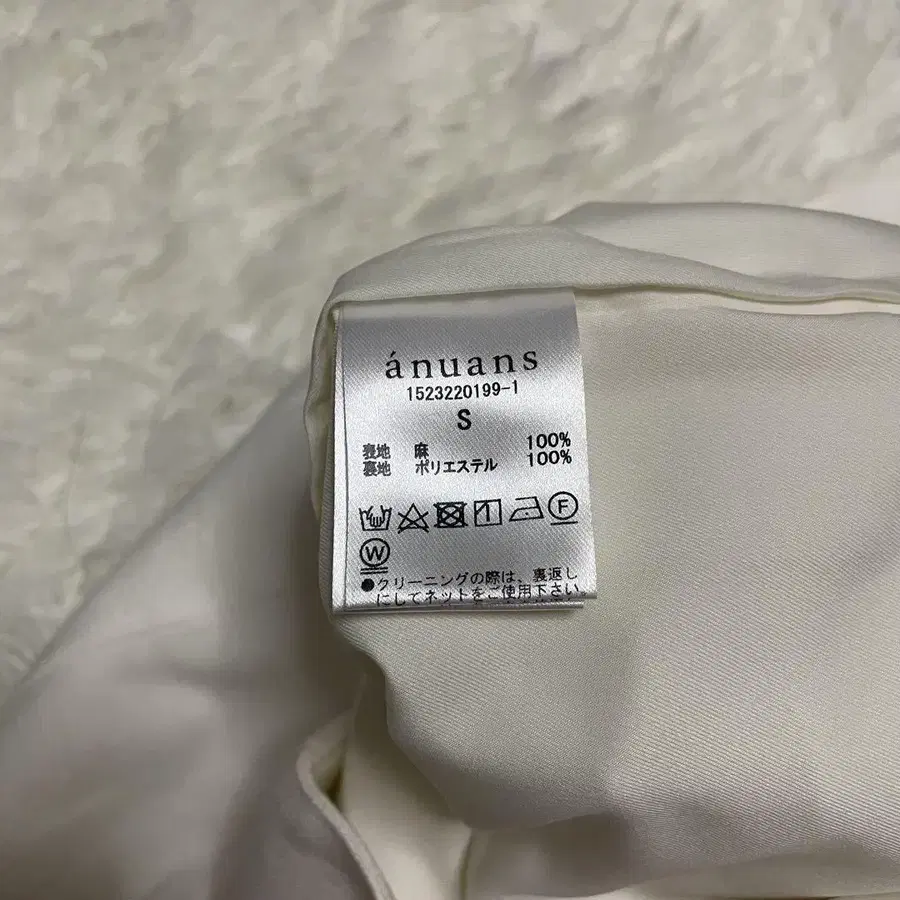 ánuans
1523220199-1
S
表地 麻 100%
裏地 ポリエステル 100%
F
W
●クリーニングの際は、裏返し
にしてネットをご使用下さい